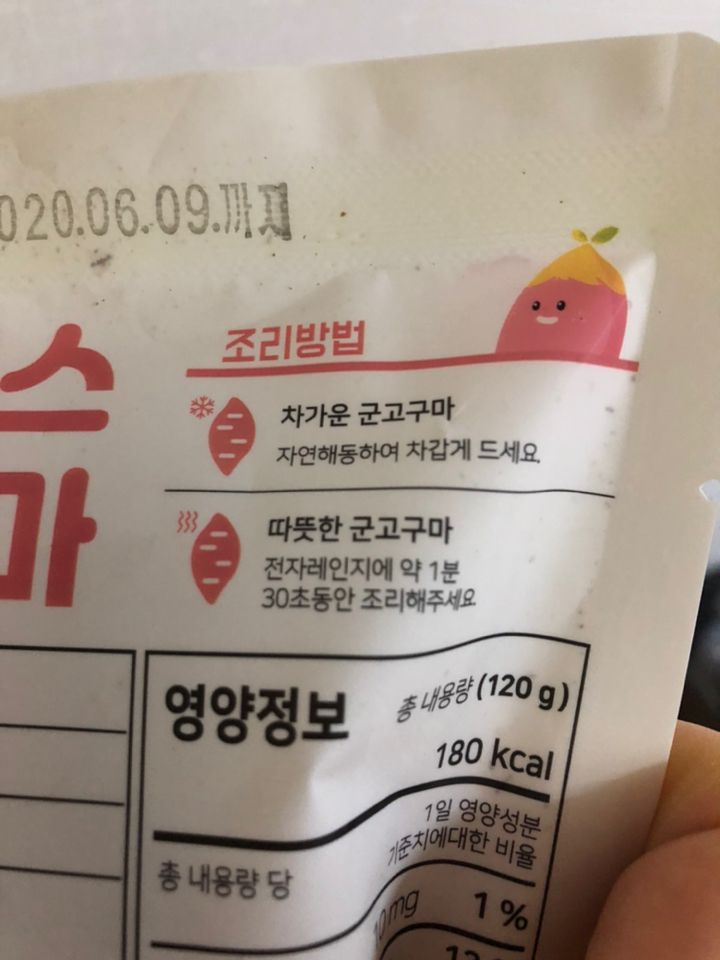 020.06.09.까지
조리방법
스
차가운 군고구마
자연해동하여 차갑게 드세요.
마
따뜻한 군고구마
전자레인지에 약 1분
30초동안 조리해주세요
영양정보
총 내용량 (120 g)
180 kcal
1일 영양성분
기준치에대한 비율
총 내용량 당
0 mg 1 %